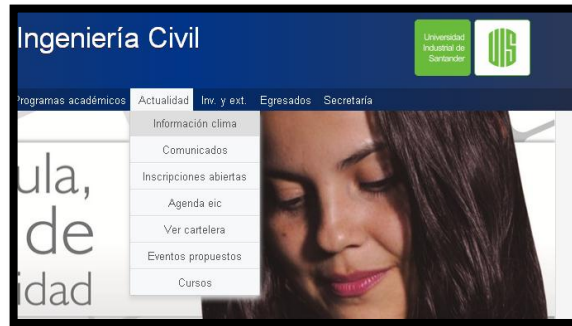 Ingeniería Civil
Universidad
Industrial de
Santander
UIS
Programas académicos Actualidad Inv. y ext. Egresados Secretaría
Información clima
Comunicados
Inscripciones abiertas
Agenda eic
Ver cartelera
Eventos propuestos
Cursos
ula,
de
idad